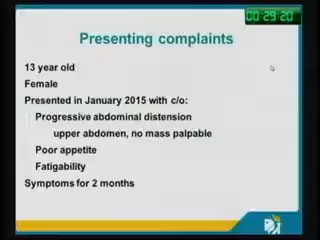 00:29:20
Presenting complaints
13 year old
Female
Presented in January 2015 with c/o:
Progressive abdominal distension
upper abdomen, no mass palpable
Poor appetite
Fatigability
Symptoms for 2 months